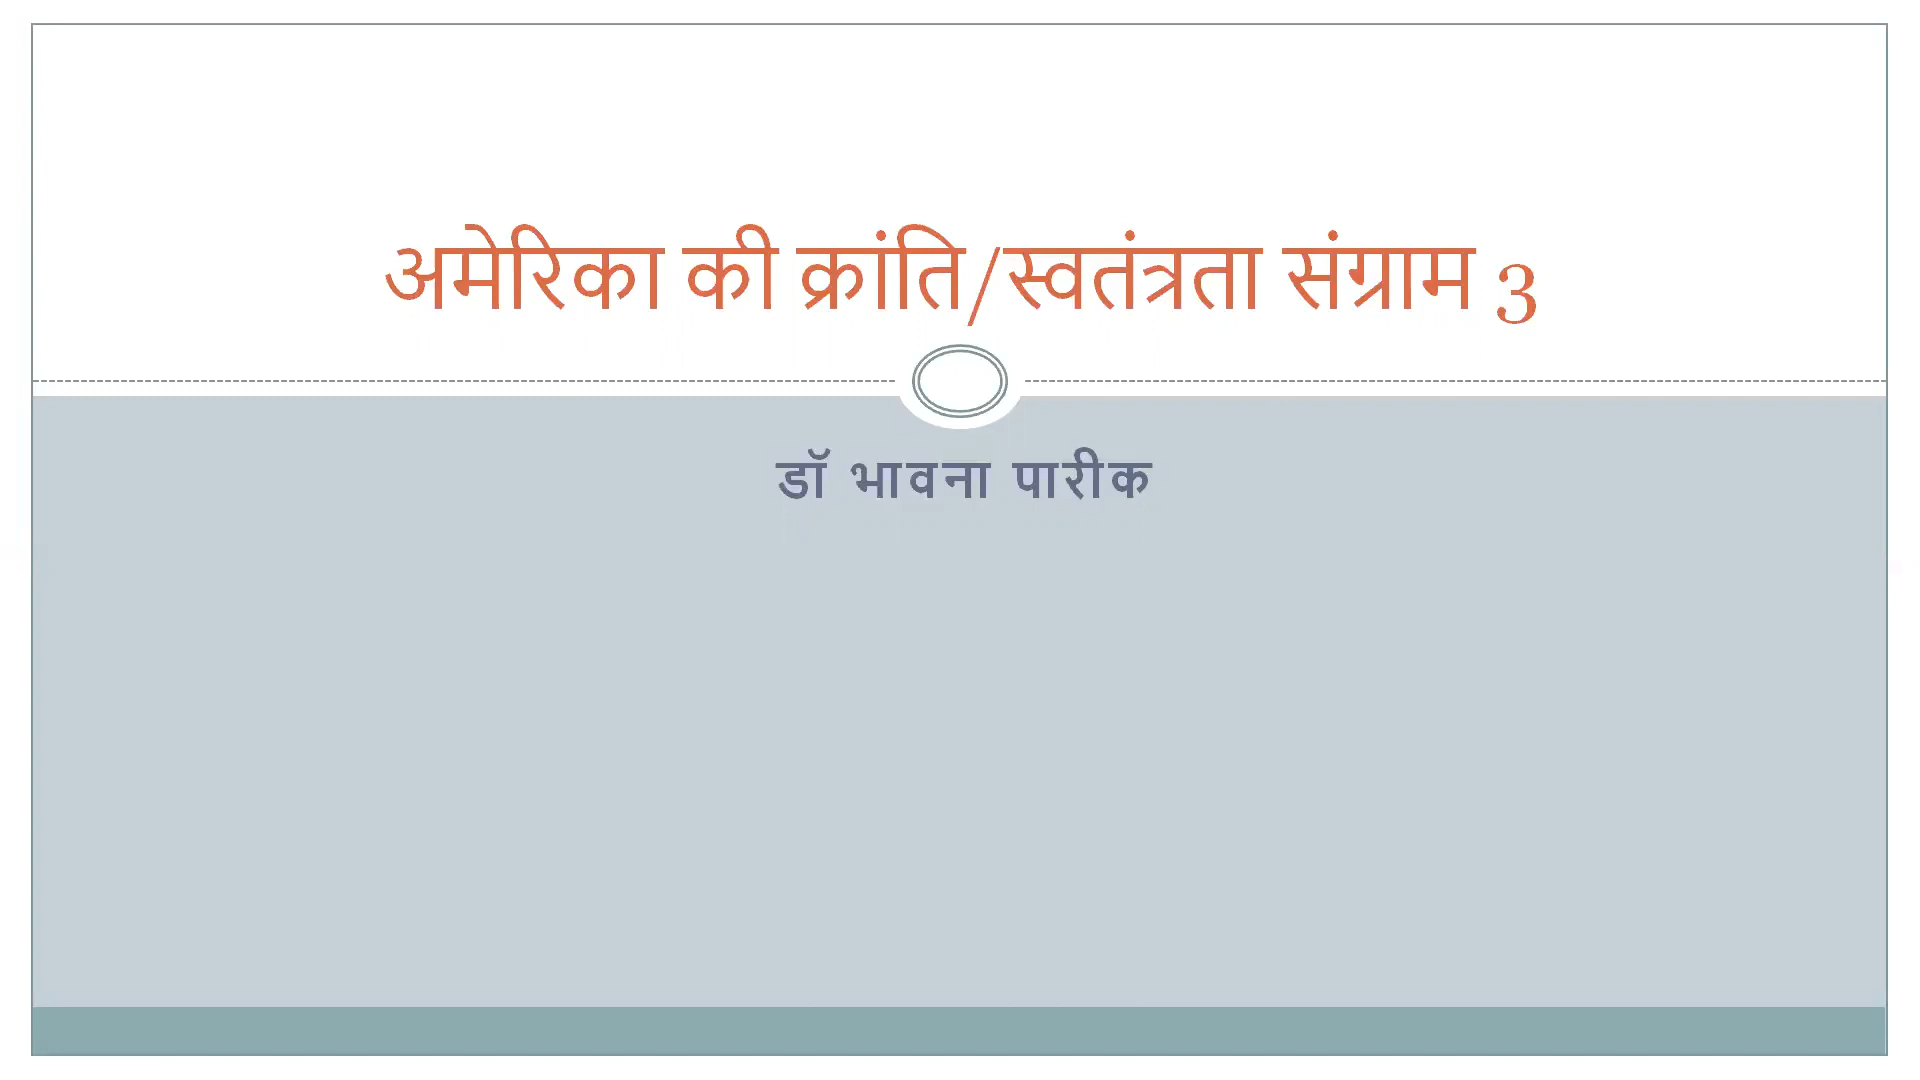 अमेरिका की क्रांति/स्वतंत्रता संग्राम 3
डॉ भावना पारीक